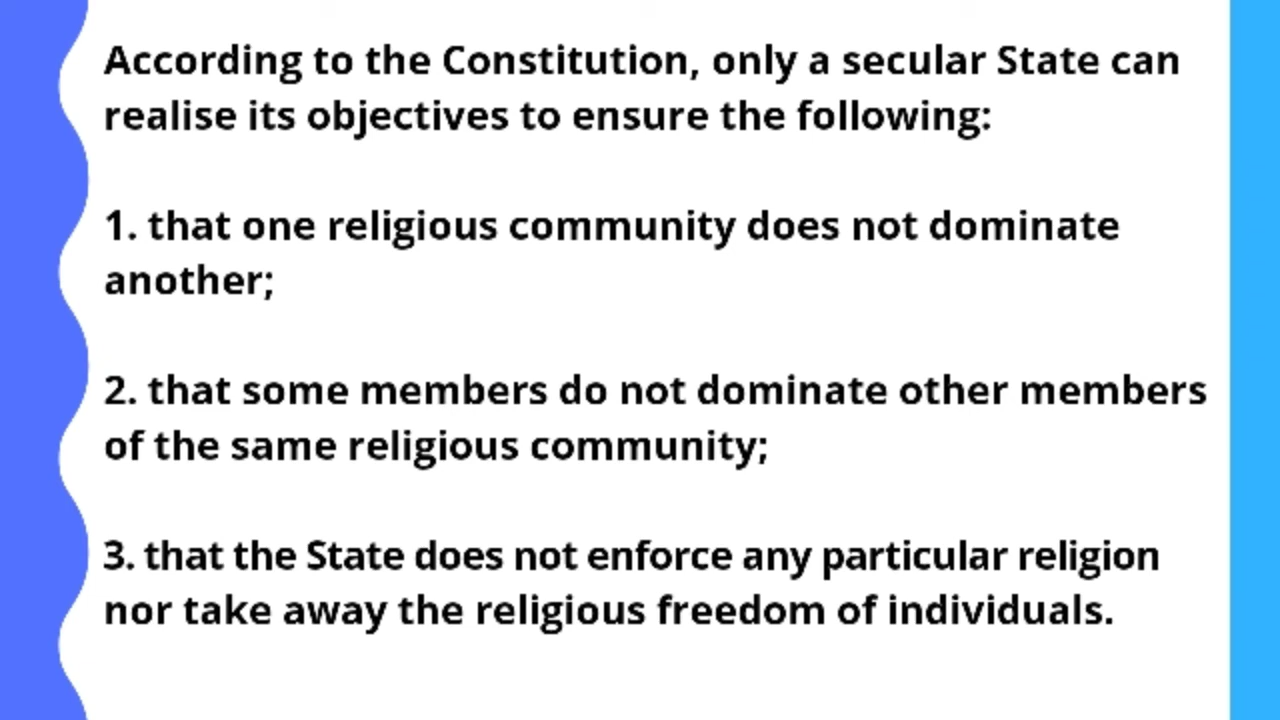 According to the Constitution, only a secular State can
realise its objectives to ensure the following:
1. that one religious community does not dominate
another;
2. that some members do not dominate other members
of the same religious community;
3. that the State does not enforce any particular religion
nor take away the religious freedom of individuals.